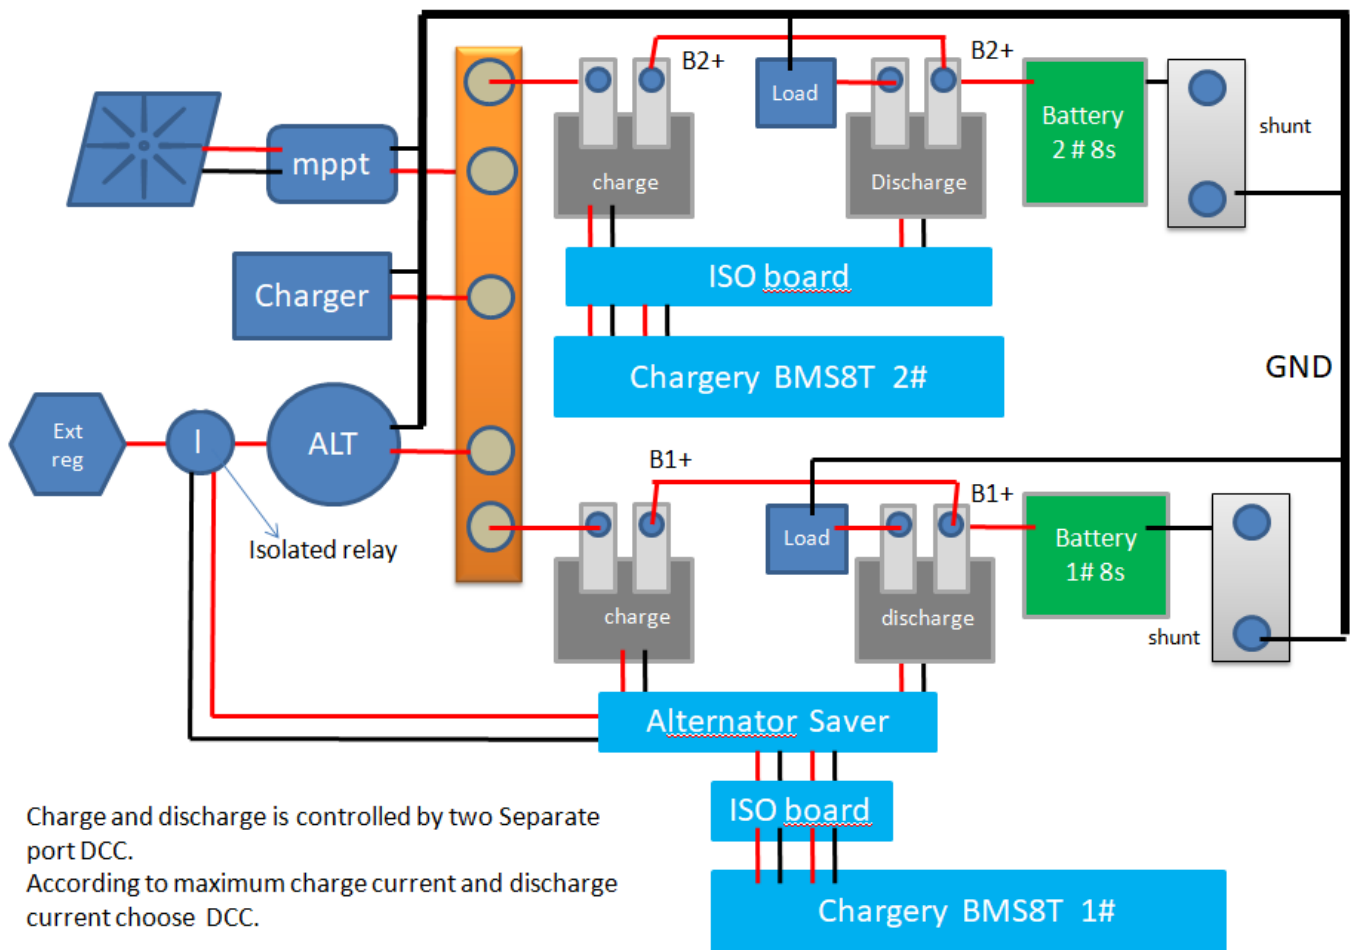 B2+
B2+
Load
Battery
2 # 8s
shunt
mppt
charge
Discharge
ISO board
Charger
Chargery BMS8T 2#
GND
Ext
reg
I
ALT
B1+
B1+
Isolated relay
Load
Battery
1# 8s
charge
discharge
shunt
Alternator Saver
ISO board
Charge and discharge is controlled by two Separate
port DCC.
According to maximum charge current and discharge
current choose DCC.
Chargery BMS8T 1#